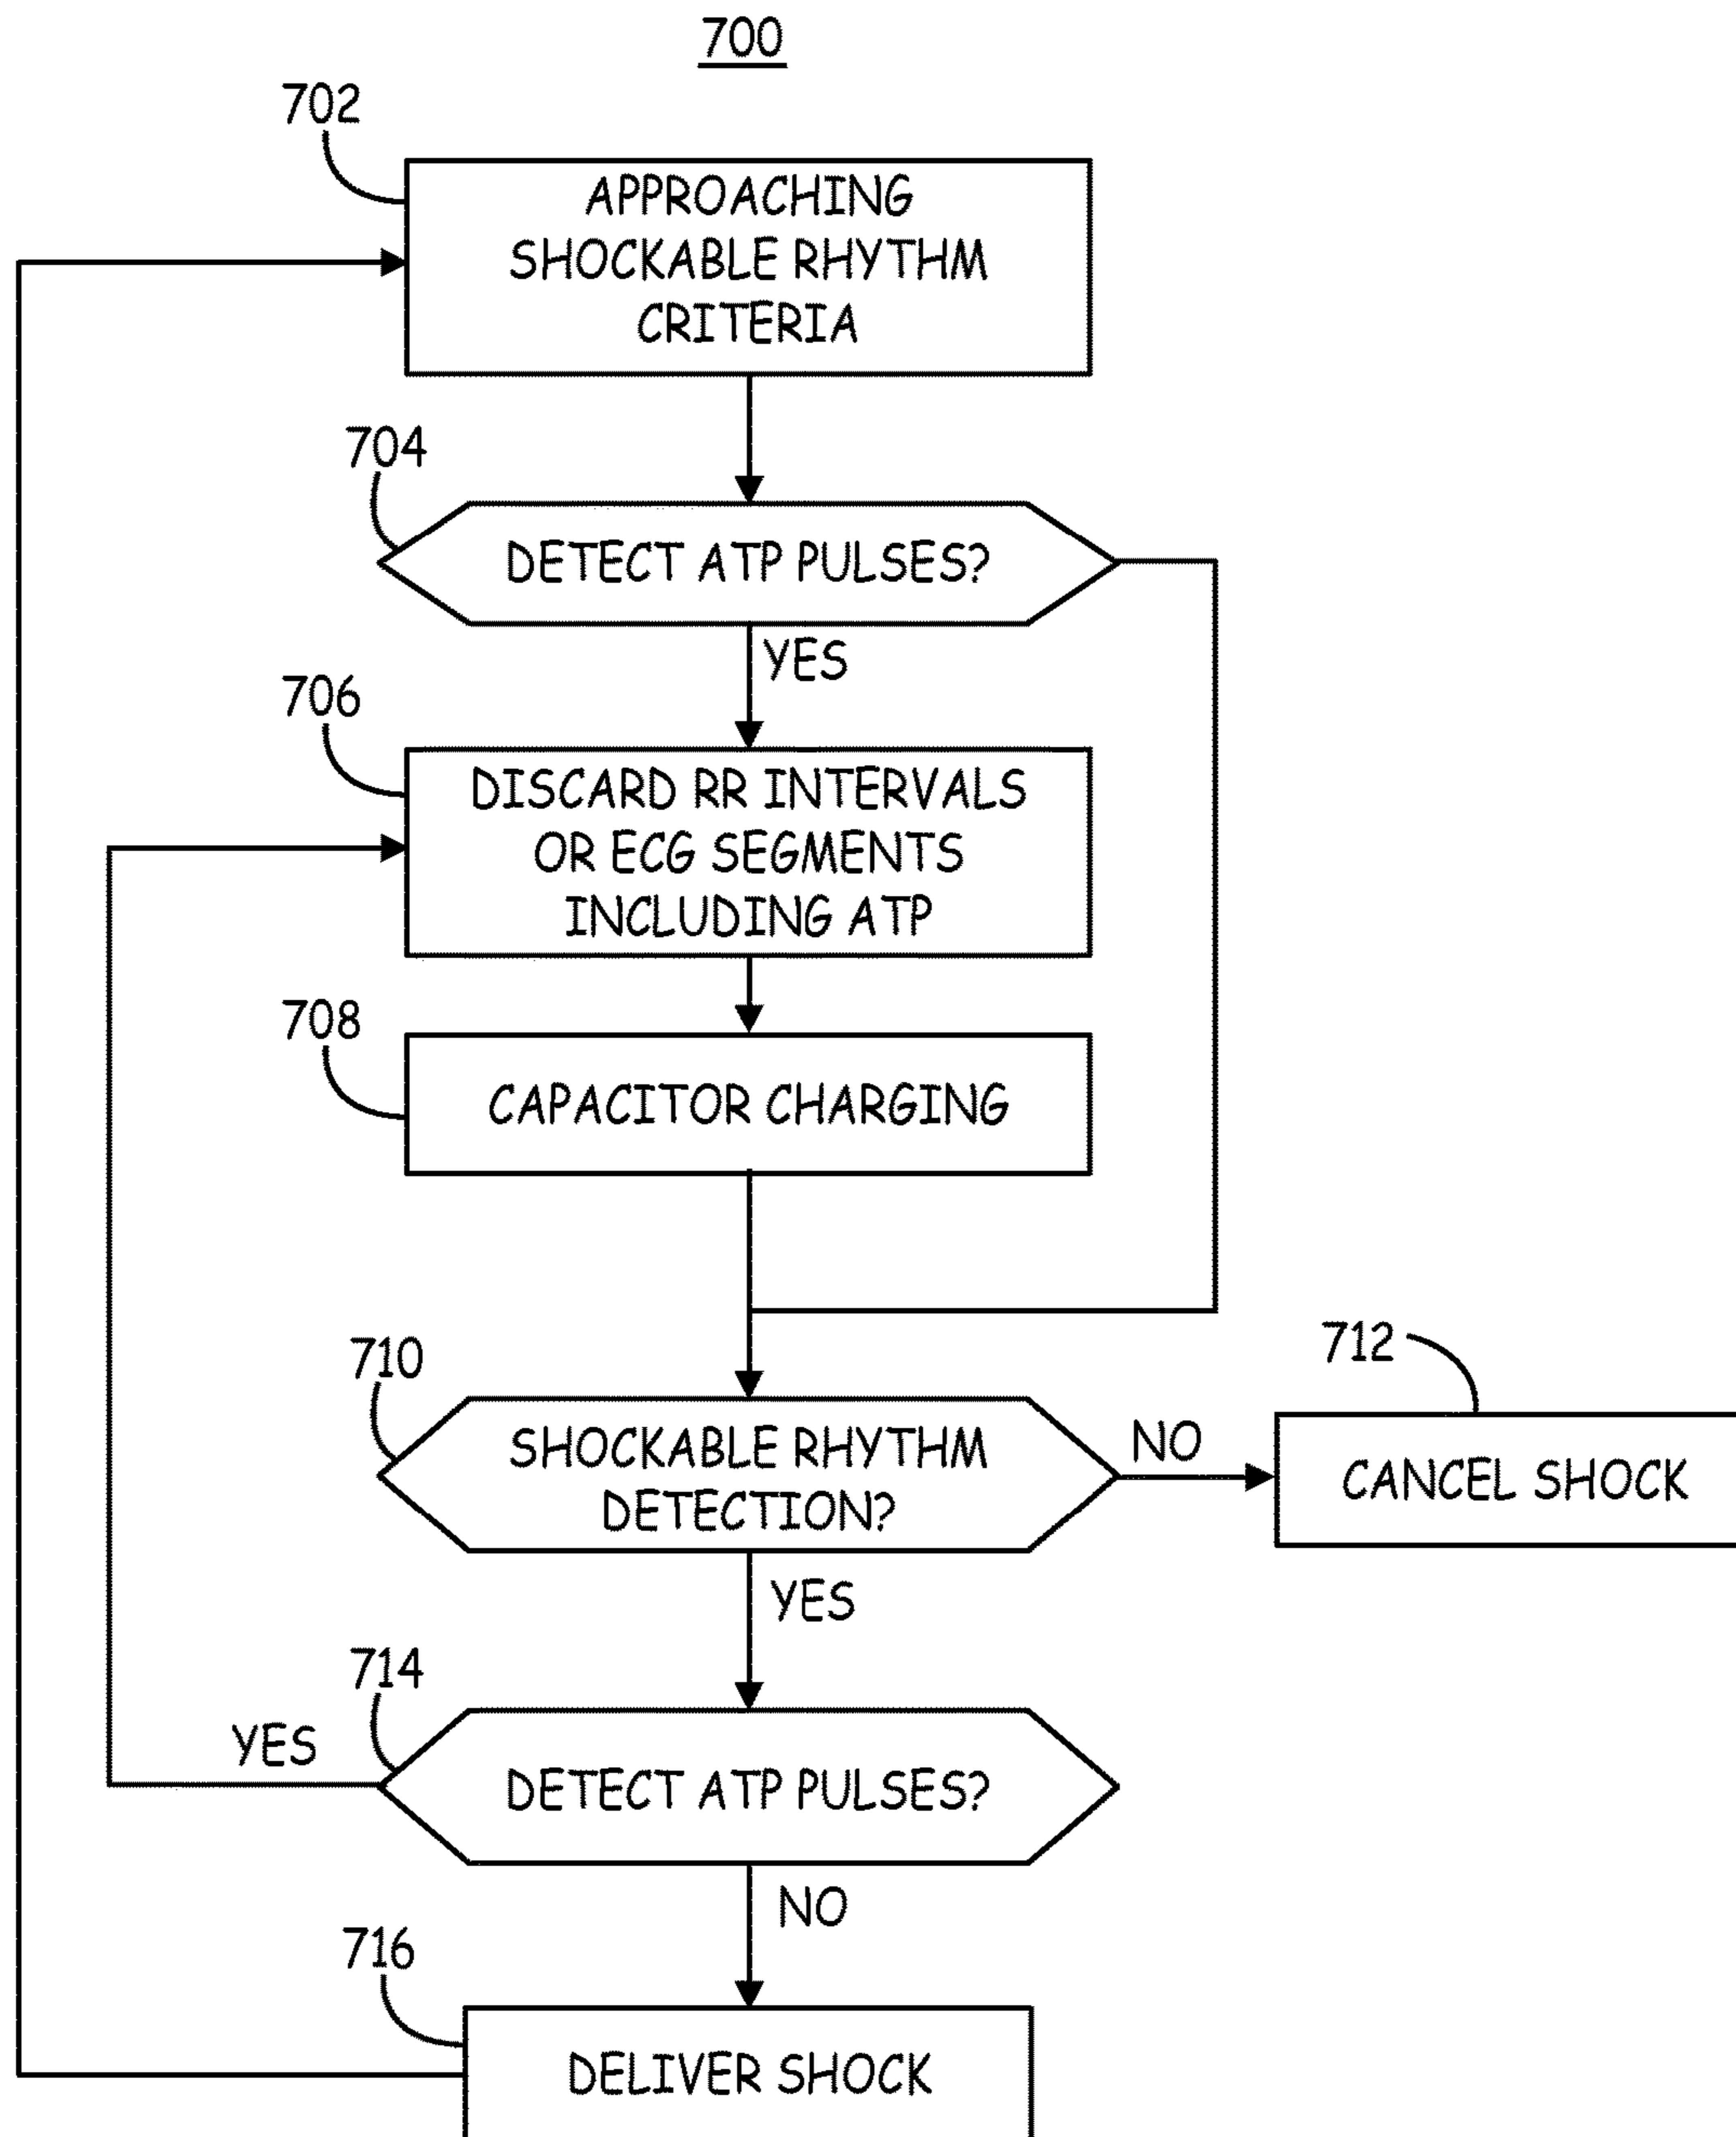 700
702
APPROACHING
SHOCKABLE RHYTHM
CRITERIA
704
DETECT ATP PULSES?
YES
706
DISCARD RR INTERVALS
OR ECG SEGMENTS
INCLUDING ATP
708
CAPACITOR CHARGING
710
SHOCKABLE RHYTHM
DETECTION?
NO
712
CANCEL SHOCK
YES
714
YES
DETECT ATP PULSES?
NO
716
DELIVER SHOCK